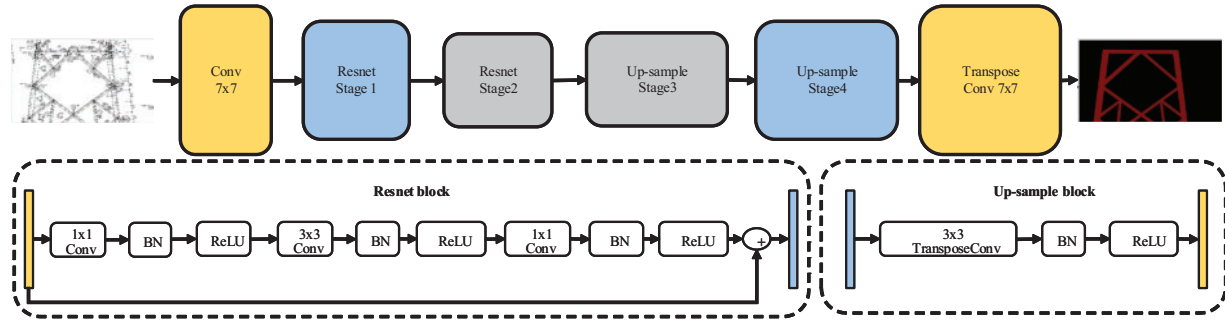 Conv
7x7
Resnet
Stage 1
Resnet
Stage2
Up-sample
Stage3
Up-sample
Stage4
Transpose
Conv 7x7
Resnet block
1x1
Conv
BN
ReLU
3x3
Conv
BN
ReLU
1x1
Conv
BN
ReLU
+
Up-sample block
3x3
TransposeConv
BN
ReLU